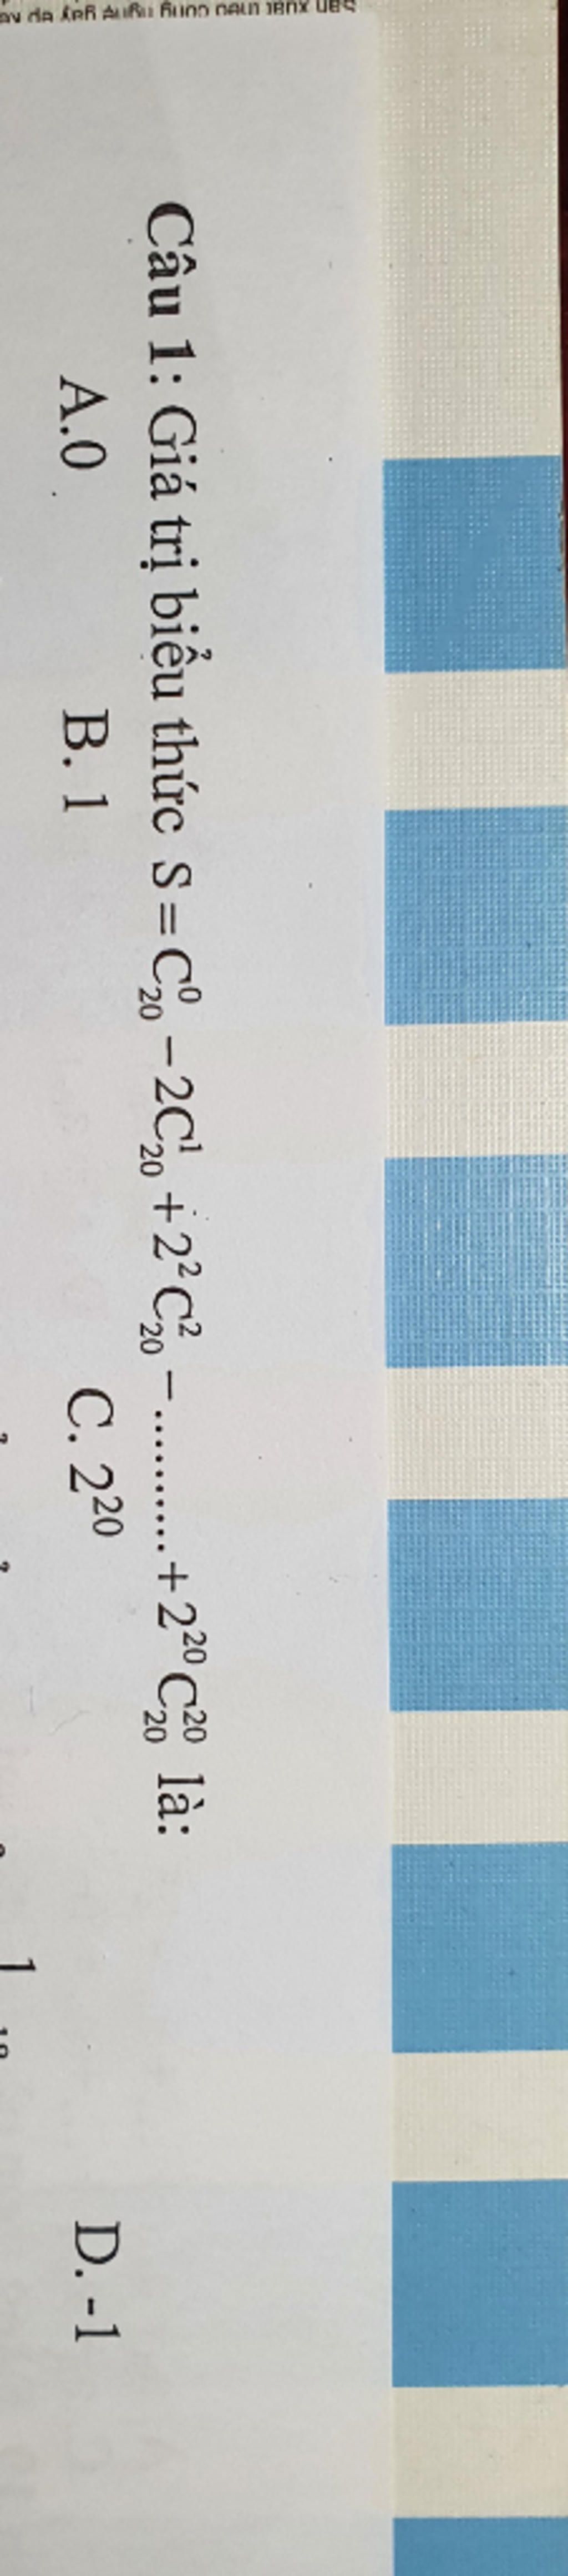 Câu 1: Giá trị biểu thức S = C⁰₂₀ − 2C¹₂₀ + 2²C²₂₀ − .......... + 2²⁰C²⁰₂₀ là:
A.0 B. 1 C. 2²⁰ D. -1